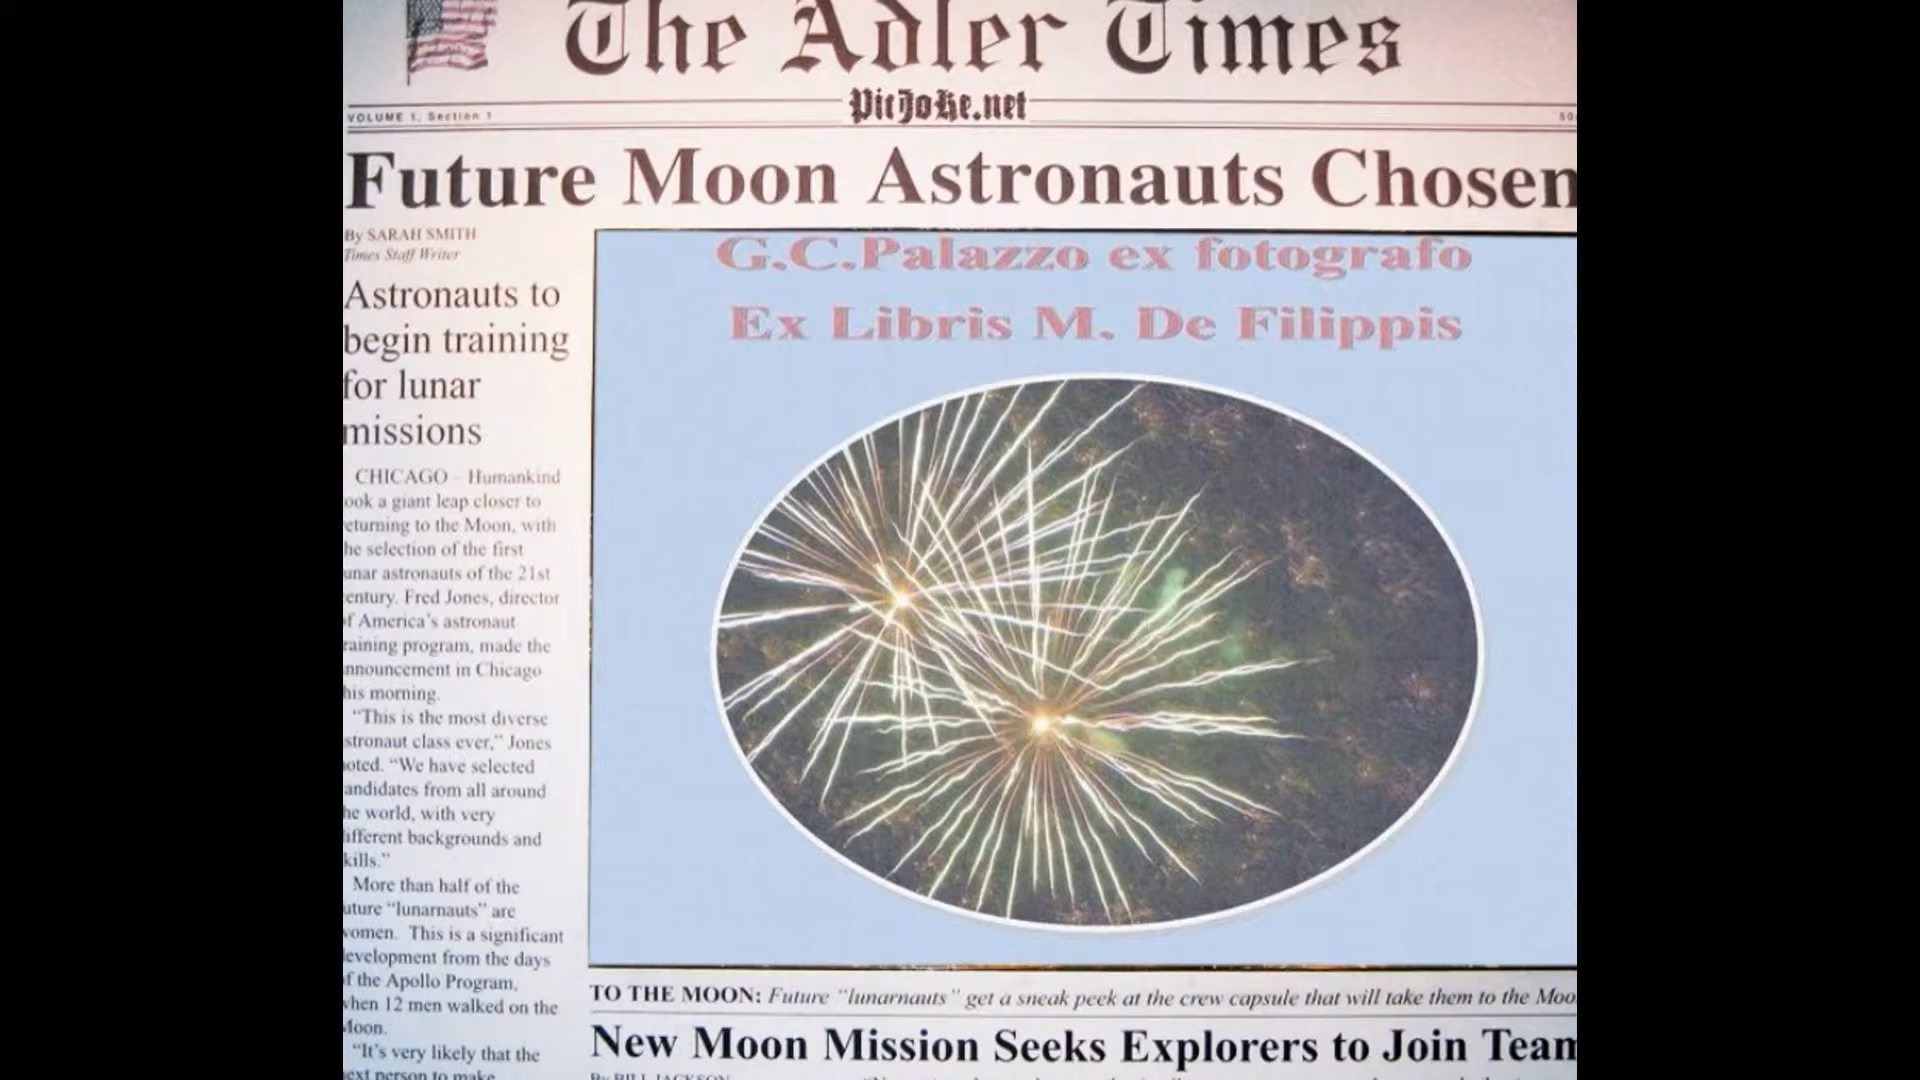 The Adler Times
PicJoke.net
VOLUME 1, Section 1
Future Moon Astronauts Chosen
By SARAH SMITH
Times Staff Writer
Astronauts to
begin training
for lunar
missions
CHICAGO – Humankind
ook a giant leap closer to
eturning to the Moon, with
he selection of the first
unar astronauts of the 21st
entury. Fred Jones, director
f America's astronaut
raining program, made the
nnouncement in Chicago
his morning.
"This is the most diverse
stronaut class ever," Jones
oted. "We have selected
andidates from all around
he world, with very
ifferent backgrounds and
kills."
More than half of the
uture "lunarnauts" are
women. This is a significant
evelopment from the days
f the Apollo Program,
when 12 men walked on the
Moon.
"It's very likely that the
ext person to make
G.C.Palazzo ex fotografo
Ex Libris M. De Filippis
TO THE MOON: Future "lunarnauts" get a sneak peek at the crew capsule that will take them to the Moo
New Moon Mission Seeks Explorers to Join Team
By BILL JACKSON